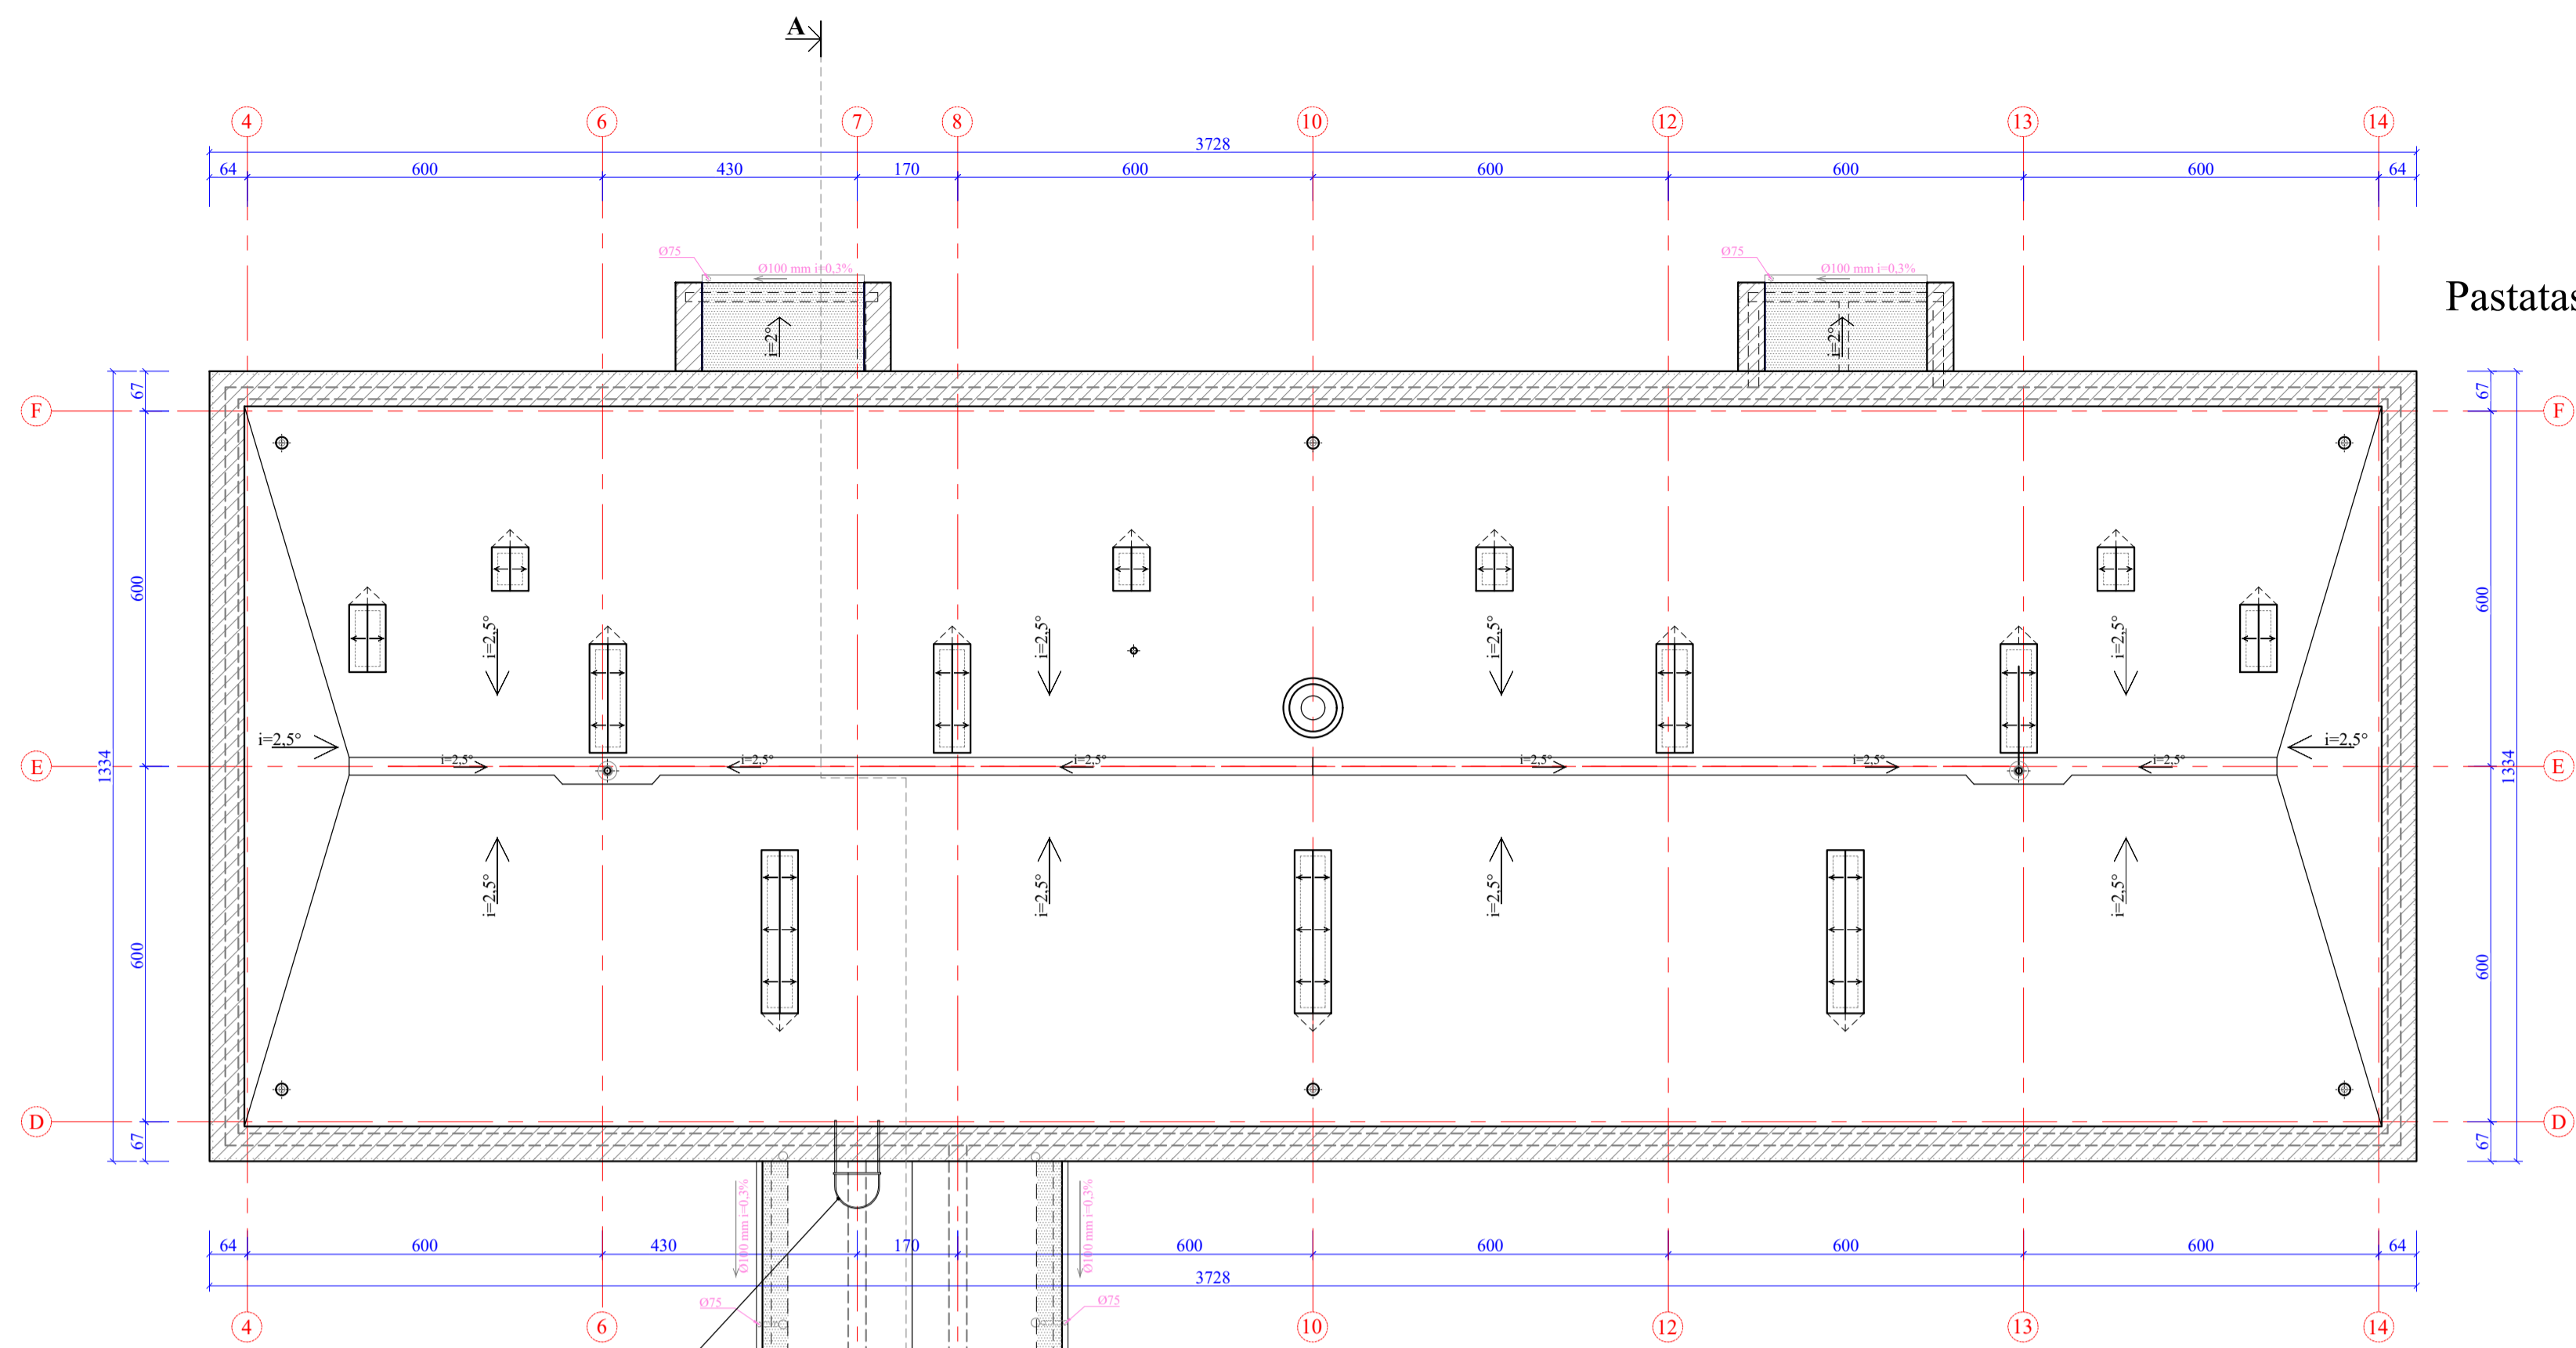 A
4 6 7 8 10 12 13 14
3728
64 600 430 170 600 600 600 600 64
Ø75 Ø75
Ø100 mm i=0,3% Ø100 mm i=0,3%
Pastatas
i=2° i=2°
67 67
F F
600 600
i=2,5° i=2,5° i=2,5° i=2,5°
i=2,5° i=2,5°
i=2,5° i=2,5° i=2,5° i=2,5° i=2,5° i=2,5°
E 1334 1334 E
i=2,5° i=2,5° i=2,5° i=2,5°
600 600
D D
67 67
Ø100 mm i=0,3% Ø100 mm i=0,3%
64 600 430 170 600 600 600 600 64
3728
Ø75 Ø75
4 6 10 12 13 14